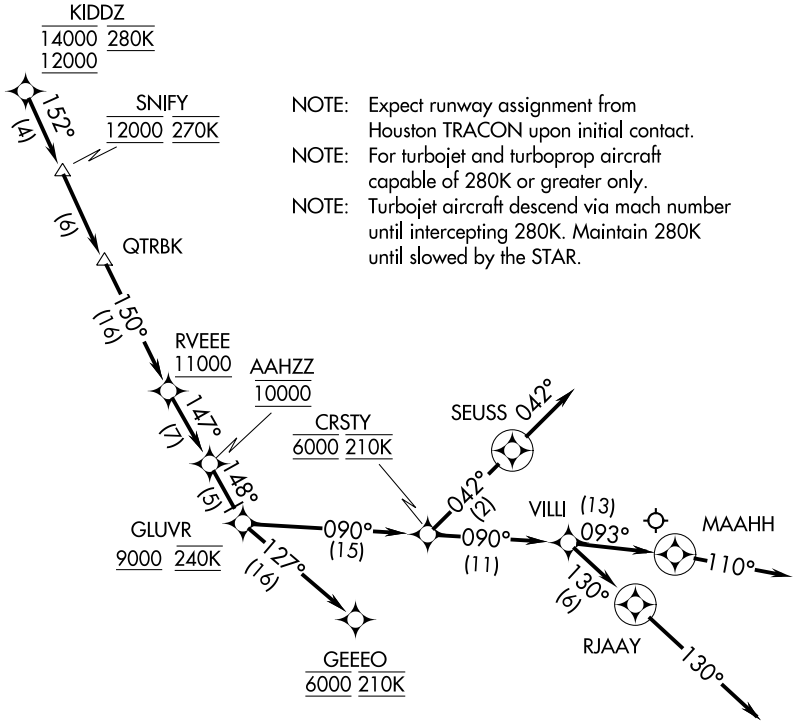 KIDDZ
14000 280K
12000
152°
(4)
SNIFY
12000 270K
NOTE: Expect runway assignment from
Houston TRACON upon initial contact.
NOTE: For turbojet and turboprop aircraft
capable of 280K or greater only.
NOTE: Turbojet aircraft descend via mach number
until intercepting 280K. Maintain 280K
until slowed by the STAR.
(6)
QTRBK
150°
(16)
RVEEE
11000
147°
(7)
AAHZZ
10000
148°
(5)
CRSTY
6000 210K
SEUSS
042°
042°
(2)
GLUVR
9000 240K
090°
(15)
127°
(16)
GEEEO
6000 210K
090°
(11)
VILLI
(13)
093°
MAAHH
110°
130°
(6)
RJAAY
130°